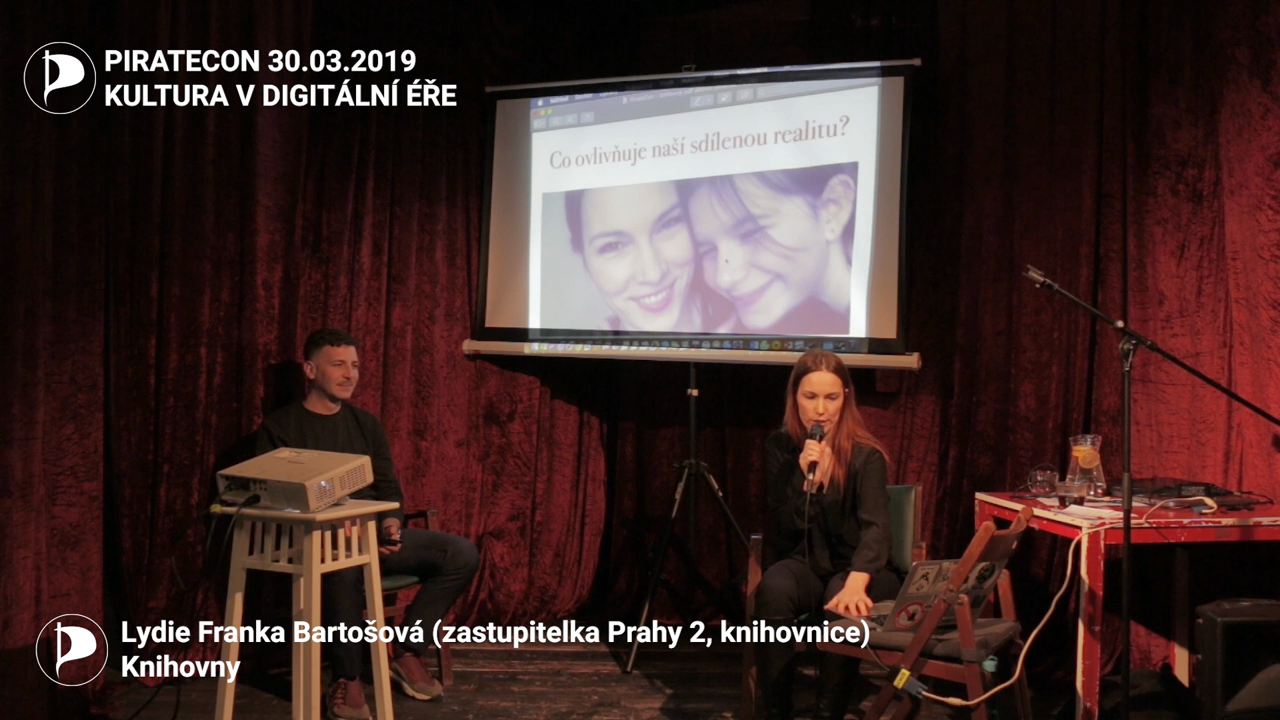 PIRATECON 30.03.2019
KULTURA V DIGITÁLNÍ ÉŘE
Co ovlivňuje naší sdílenou realitu?
Lydie Franka Bartošová (zastupitelka Prahy 2, knihovnice)
Knihovny